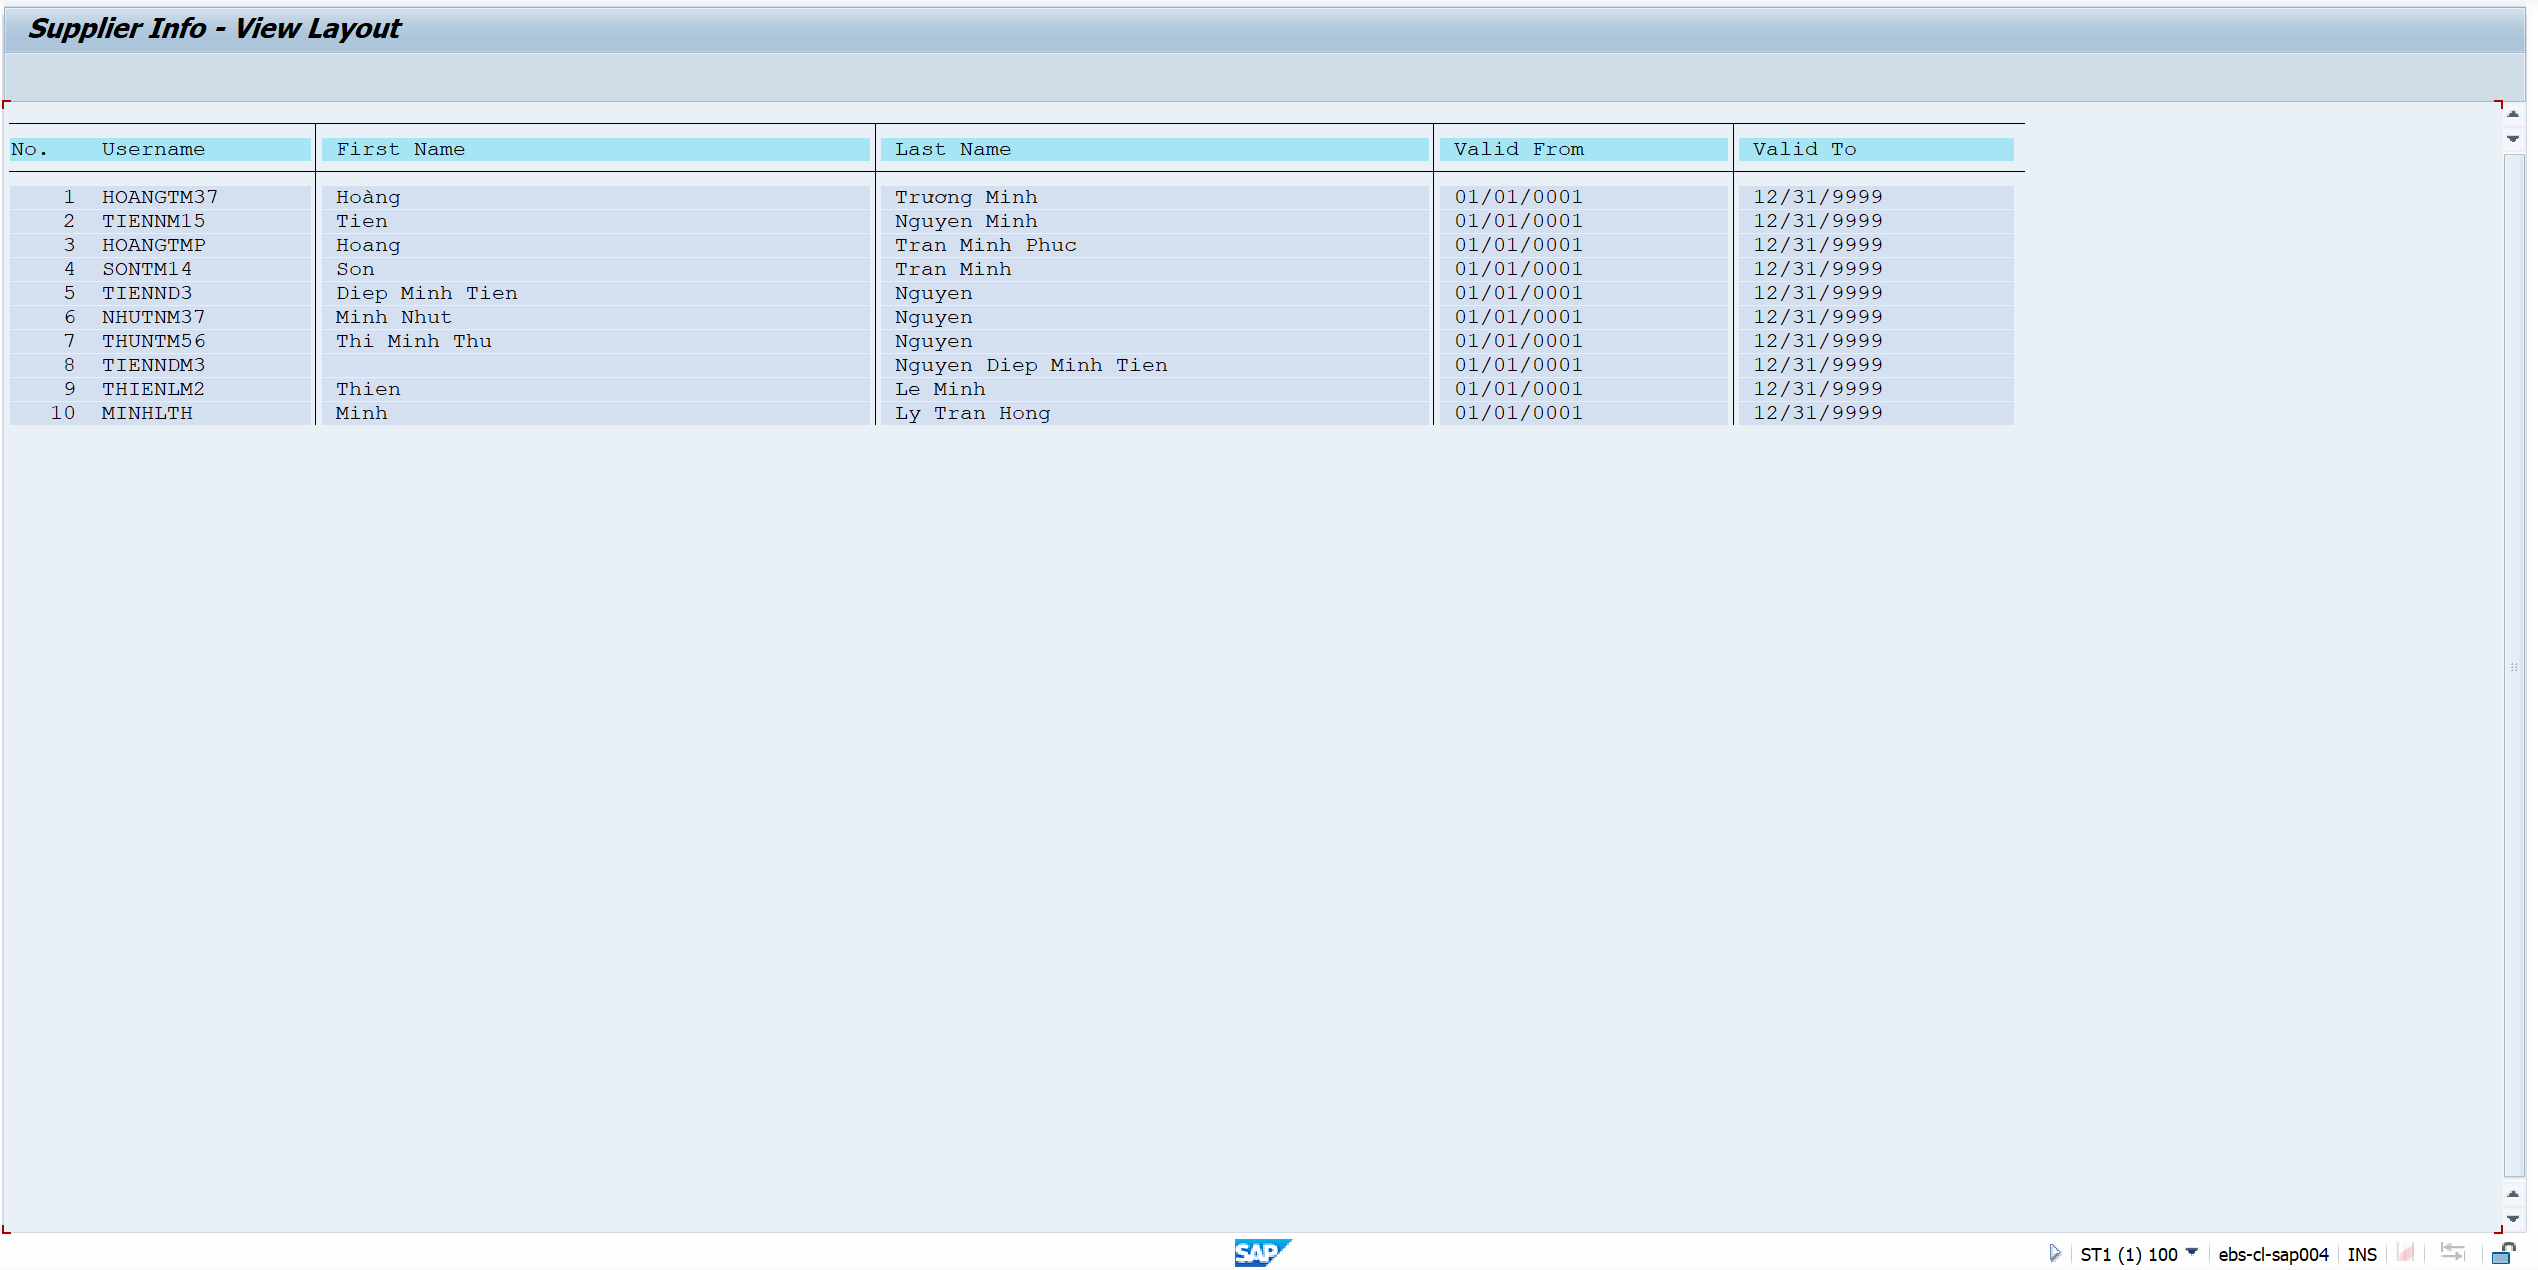 Supplier Info - View Layout
No. Username First Name Last Name Valid From Valid To
1 HOANGTM37 Hoàng Trương Minh 01/01/0001 12/31/9999
2 TIENNM15 Tien Nguyen Minh 01/01/0001 12/31/9999
3 HOANGTMP Hoang Tran Minh Phuc 01/01/0001 12/31/9999
4 SONTM14 Son Tran Minh 01/01/0001 12/31/9999
5 TIENND3 Diep Minh Tien Nguyen 01/01/0001 12/31/9999
6 NHUTNM37 Minh Nhut Nguyen 01/01/0001 12/31/9999
7 THUNTM56 Thi Minh Thu Nguyen 01/01/0001 12/31/9999
8 TIENNDM3 Nguyen Diep Minh Tien 01/01/0001 12/31/9999
9 THIENLM2 Thien Le Minh 01/01/0001 12/31/9999
10 MINHLTH Minh Ly Tran Hong 01/01/0001 12/31/9999
SAP ST1 (1) 100 ebs-cl-sap004 INS